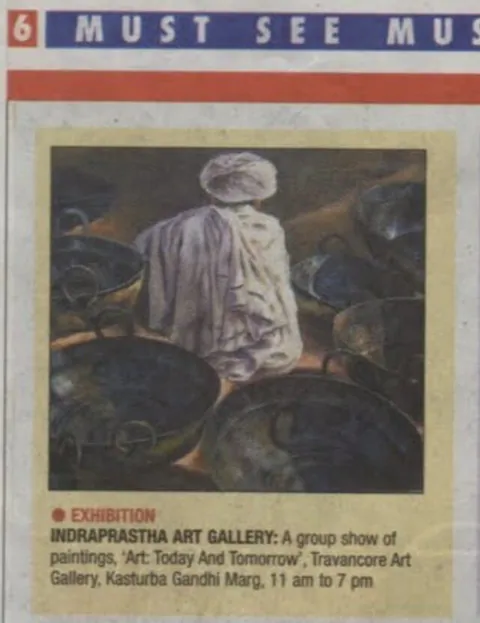 6 MUST SEE MUS
EXHIBITION
INDRAPRASTHA ART GALLERY: A group show of
paintings, 'Art: Today And Tomorrow', Travancore Art
Gallery, Kasturba Gandhi Marg, 11 am to 7 pm